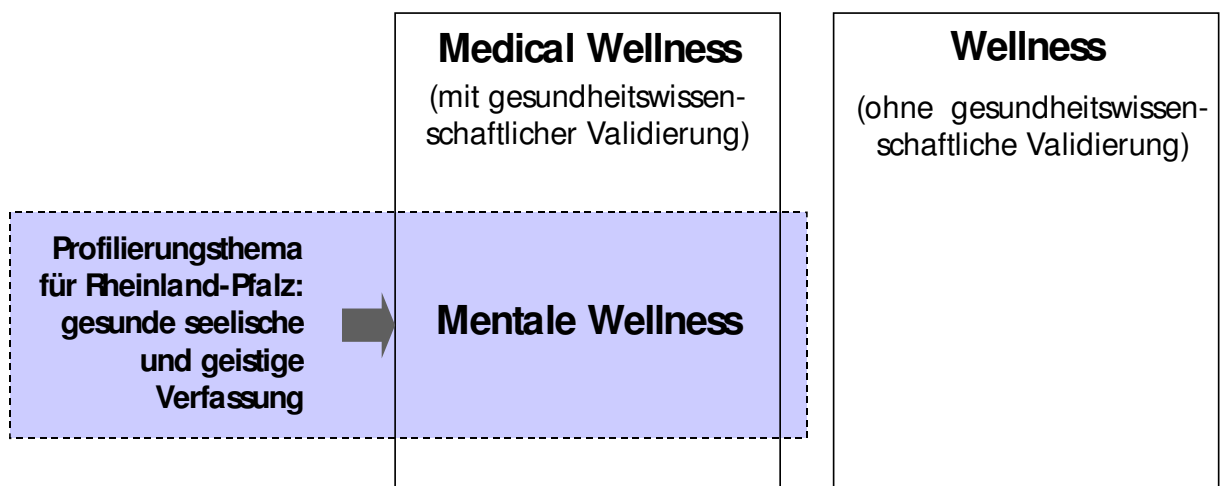 Medical Wellness
(mit gesundheitswissen-
schaftlicher Validierung)
Wellness
(ohne gesundheitswissen-
schaftliche Validierung)
Profilierungsthema
für Rheinland-Pfalz:
gesunde seelische
und geistige
Verfassung
Mentale Wellness